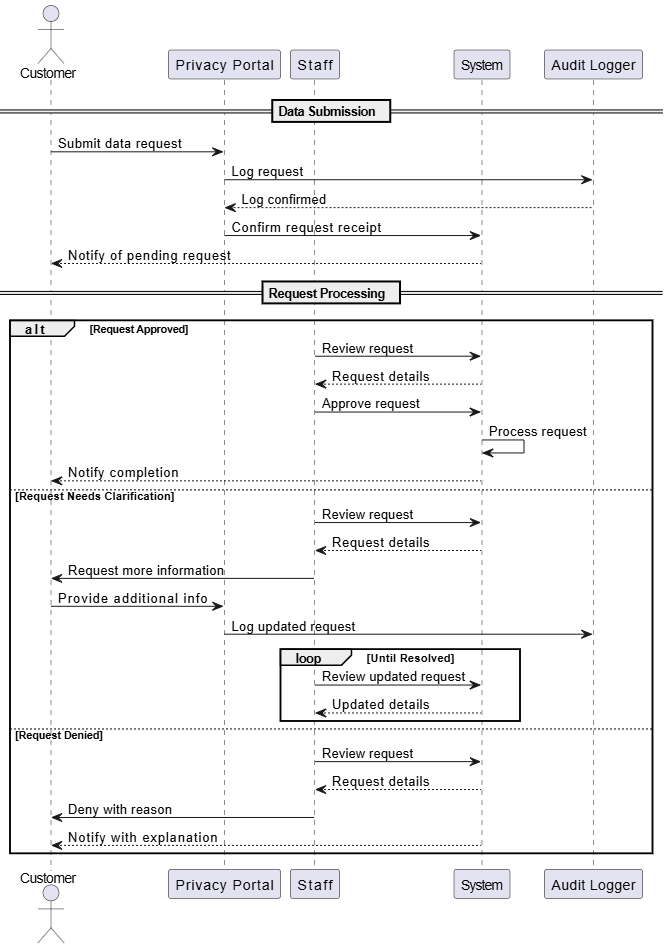 Customer
Privacy Portal
Staff
System
Audit Logger
Data Submission
Submit data request
Log request
Log confirmed
Confirm request receipt
Notify of pending request
Request Processing
alt [Request Approved]
Review request
Request details
Approve request
Process request
Notify completion
[Request Needs Clarification]
Review request
Request details
Request more information
Provide additional info
Log updated request
loop [Until Resolved]
Review updated request
Updated details
[Request Denied]
Review request
Request details
Deny with reason
Notify with explanation
Customer
Privacy Portal
Staff
System
Audit Logger